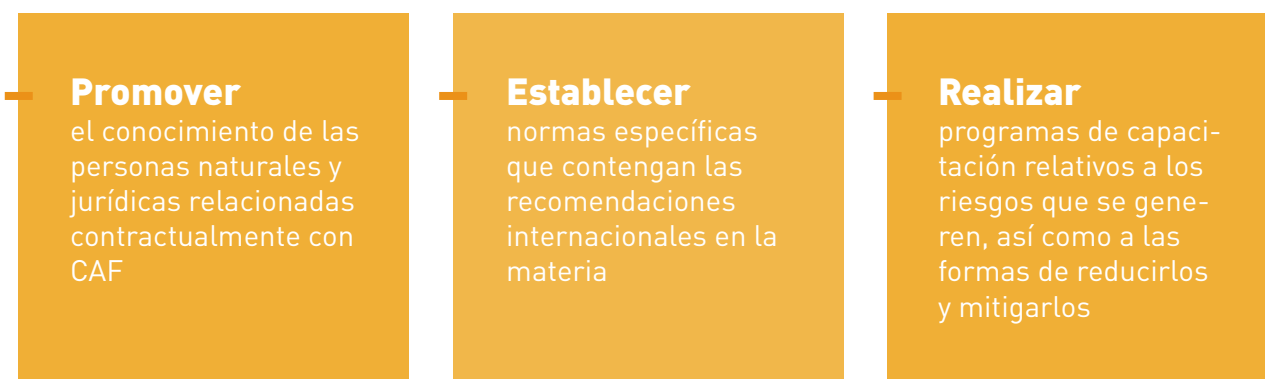 Promover
el conocimiento de las
personas naturales y
jurídicas relacionadas
contractualmente con
CAF
Establecer
normas específicas
que contengan las
recomendaciones
internacionales en la
materia
Realizar
programas de capaci-
tación relativos a los
riesgos que se gene-
ren, así como a las
formas de reducirlos
y mitigarlos